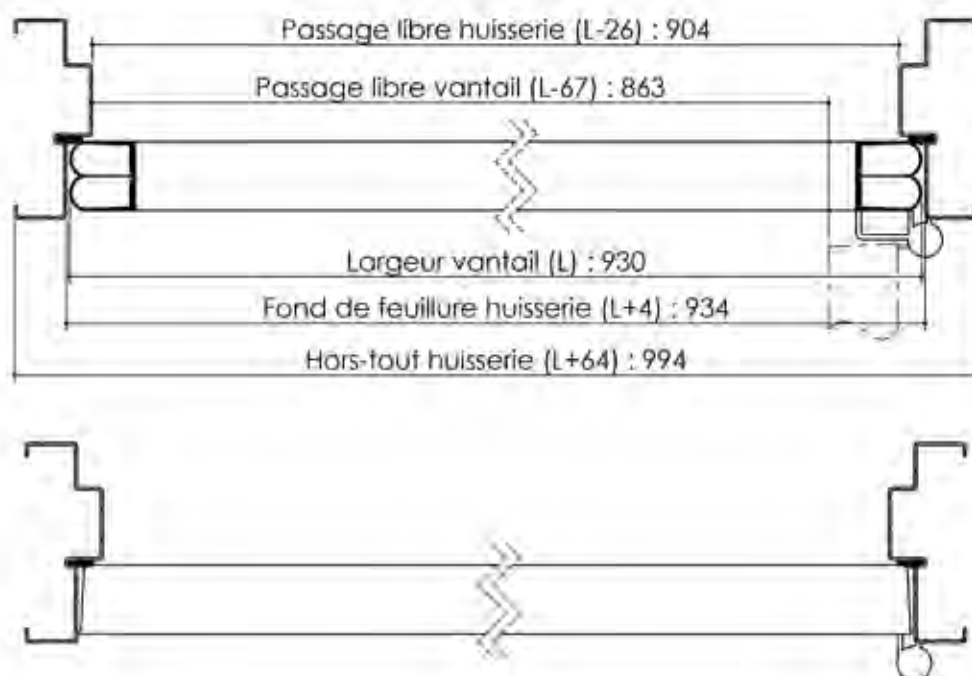 Passage libre huisserie (L-26) : 904
Passage libre vantail (L-67) : 863
Largeur vantail (L) : 930
Fond de feuillure huisserie (L+4) : 934
Hors-tout huisserie (L+64) : 994